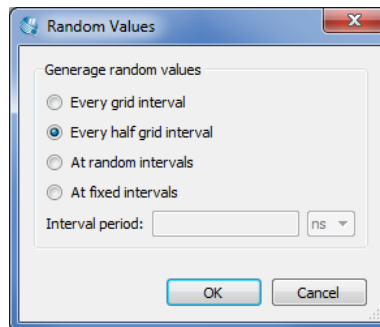 Random Values
Generage random values
Every grid interval
Every half grid interval
At random intervals
At fixed intervals
Interval period: ns
OK Cancel